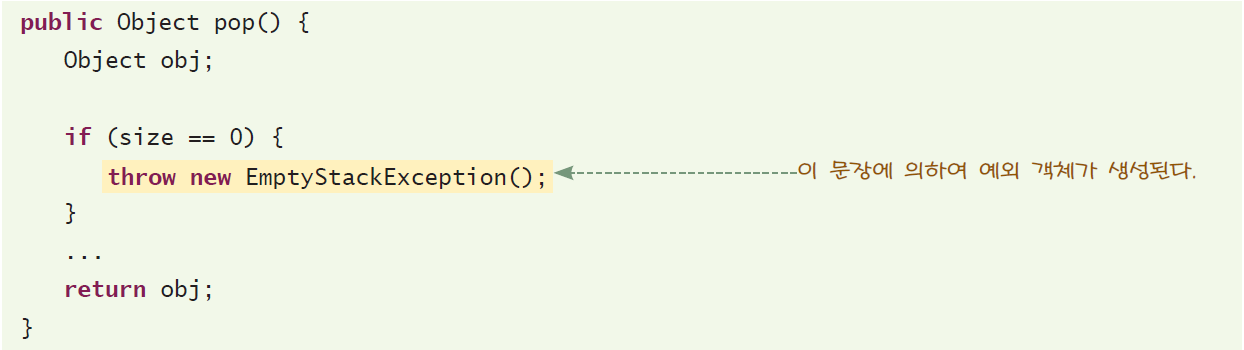 public Object pop() {
Object obj;
if (size == 0) {
throw new EmptyStackException(); 이 문장에 의하여 예외 객체가 생성된다.
}
...
return obj;
}